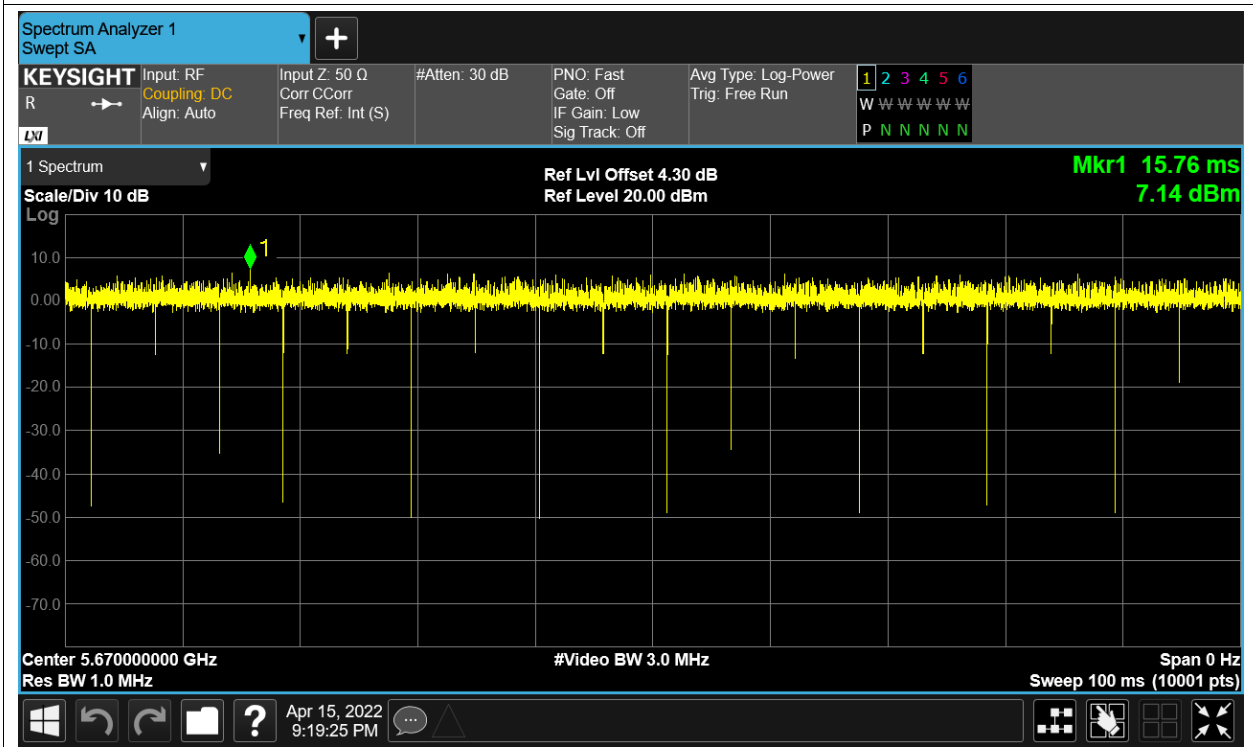 Spectrum Analyzer 1
Swept SA
KEYSIGHT
R
LXI
Input: RF
Coupling: DC
Align: Auto
Input Z: 50 Ω
Corr CCorr
Freq Ref: Int (S)
#Atten: 30 dB
PNO: Fast
Gate: Off
IF Gain: Low
Sig Track: Off
Avg Type: Log-Power
Trig: Free Run
1 2 3 4 5 6
W W W W W W
P N N N N N
1 Spectrum
Scale/Div 10 dB
Log
Ref Lvl Offset 4.30 dB
Ref Level 20.00 dBm
Mkr1 15.76 ms
7.14 dBm
1
10.0
0.00
-10.0
-20.0
-30.0
-40.0
-50.0
-60.0
-70.0
Center 5.670000000 GHz
Res BW 1.0 MHz
#Video BW 3.0 MHz
Span 0 Hz
Sweep 100 ms (10001 pts)
?
Apr 15, 2022
9:19:25 PM